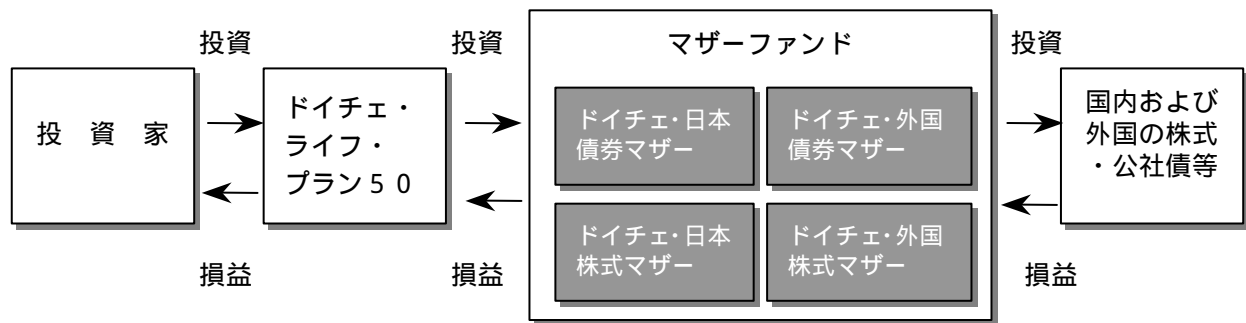 投資
投資
マザーファンド
投資
投　資　家
ドイチェ・
ライフ・
プラン５０
ドイチェ・日本
債券マザー
ドイチェ・外国
債券マザー
ドイチェ・日本
株式マザー
ドイチェ・外国
株式マザー
国内および
外国の株式
・公社債等
損益
損益
損益